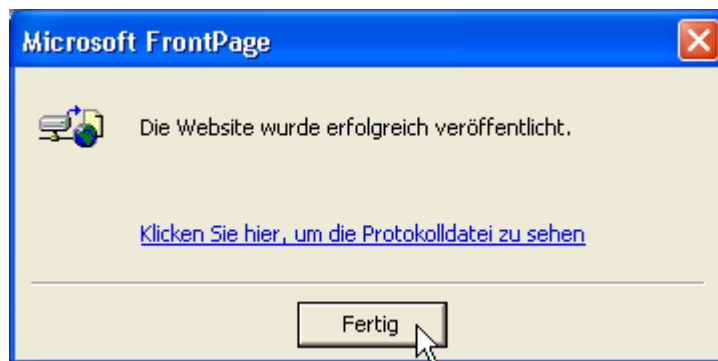 Microsoft FrontPage
Die Website wurde erfolgreich veröffentlicht.
Klicken Sie hier, um die Protokolldatei zu sehen
Fertig